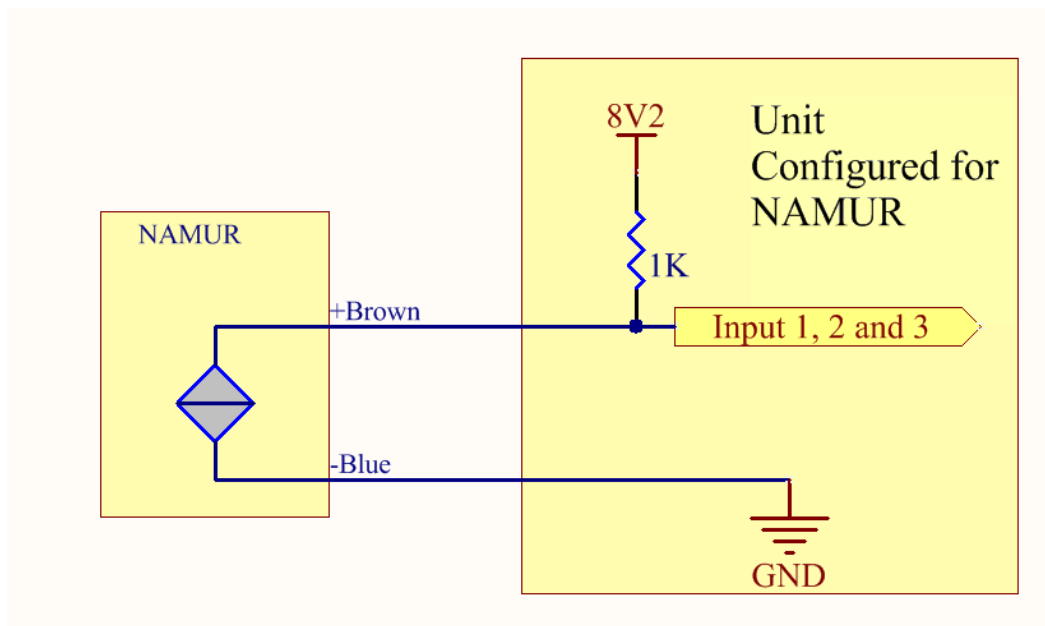 8V2
Unit
Configured for
NAMUR
NAMUR
1K
+Brown
Input 1, 2 and 3
-Blue
GND